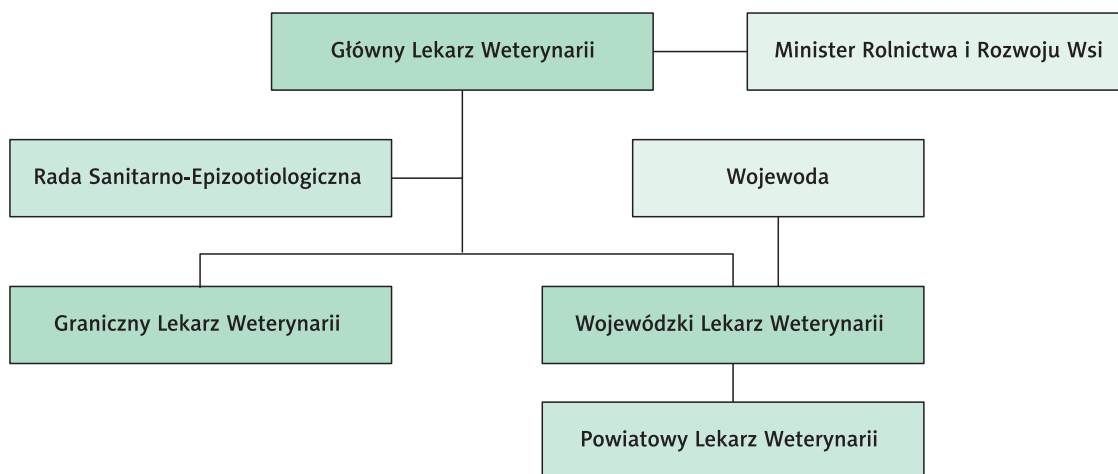 Główny Lekarz Weterynarii
Minister Rolnictwa i Rozwoju Wsi
Rada Sanitarno-Epizootiologiczna
Wojewoda
Graniczny Lekarz Weterynarii
Wojewódzki Lekarz Weterynarii
Powiatowy Lekarz Weterynarii